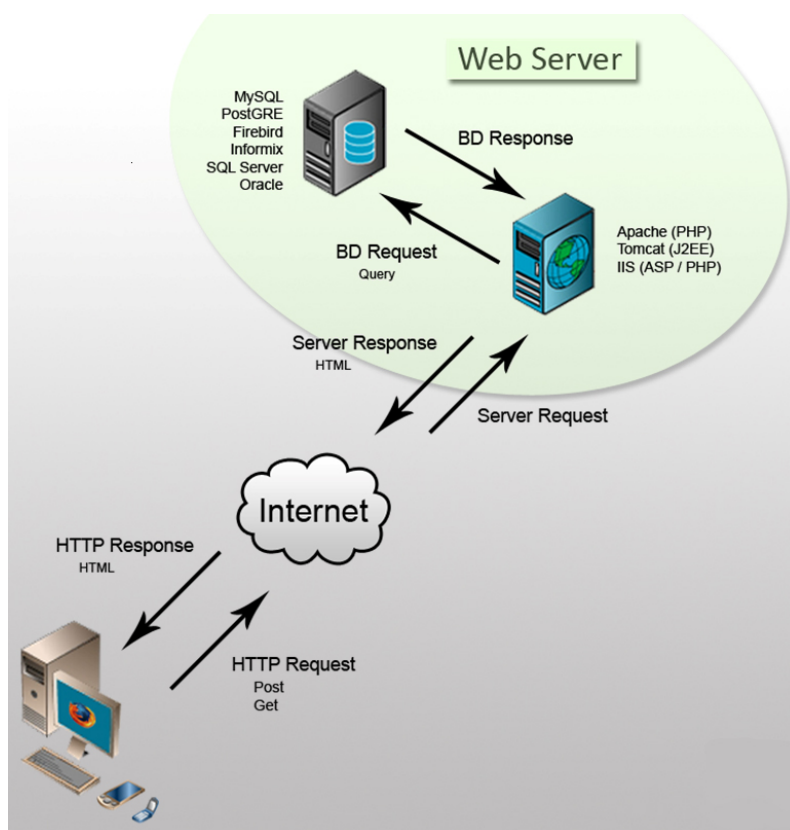 Web Server
MySQL
PostGRE
Firebird
Informix
SQL Server
Oracle
BD Response
BD Request
Query
Apache (PHP)
Tomcat (J2EE)
IIS (ASP / PHP)
Server Response
HTML
Server Request
Internet
HTTP Response
HTML
HTTP Request
Post
Get